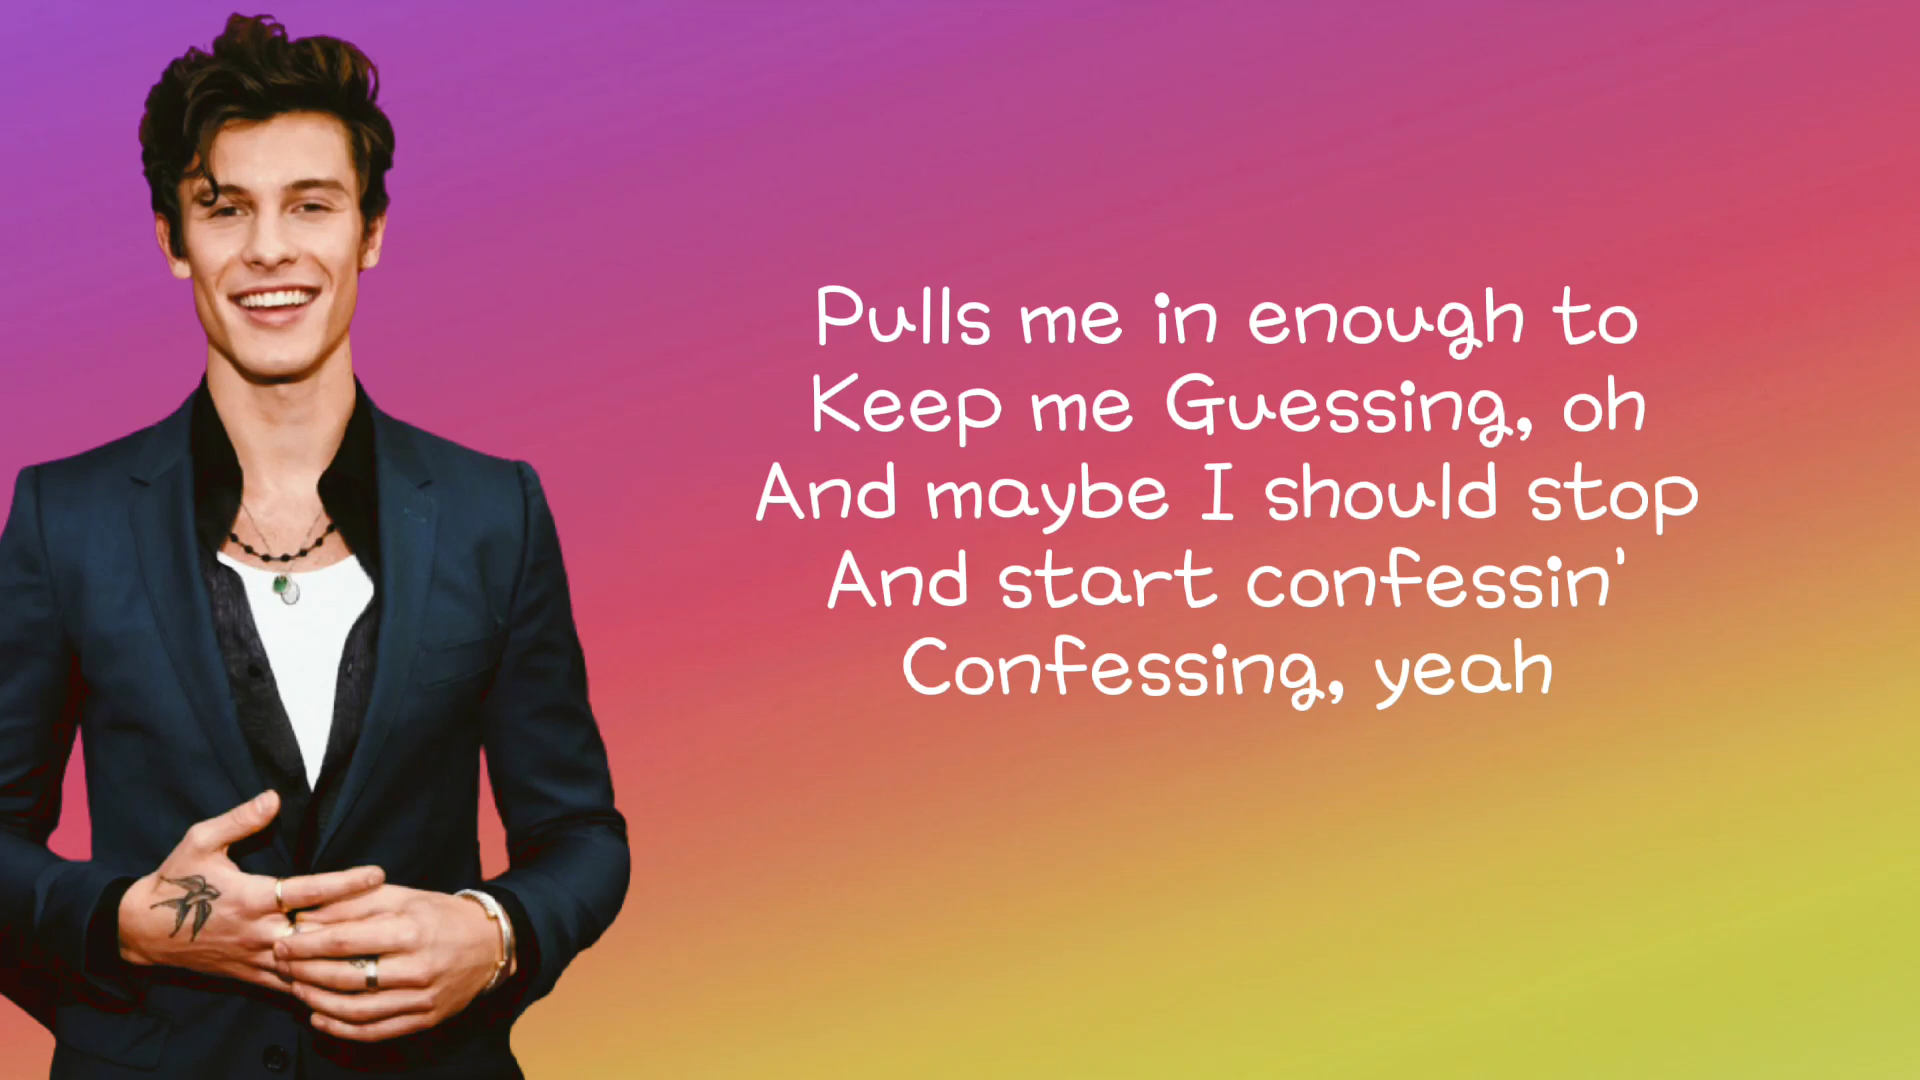 Pulls me in enough to
Keep me Guessing, oh
And maybe I should stop
And start confessin'
Confessing, yeah